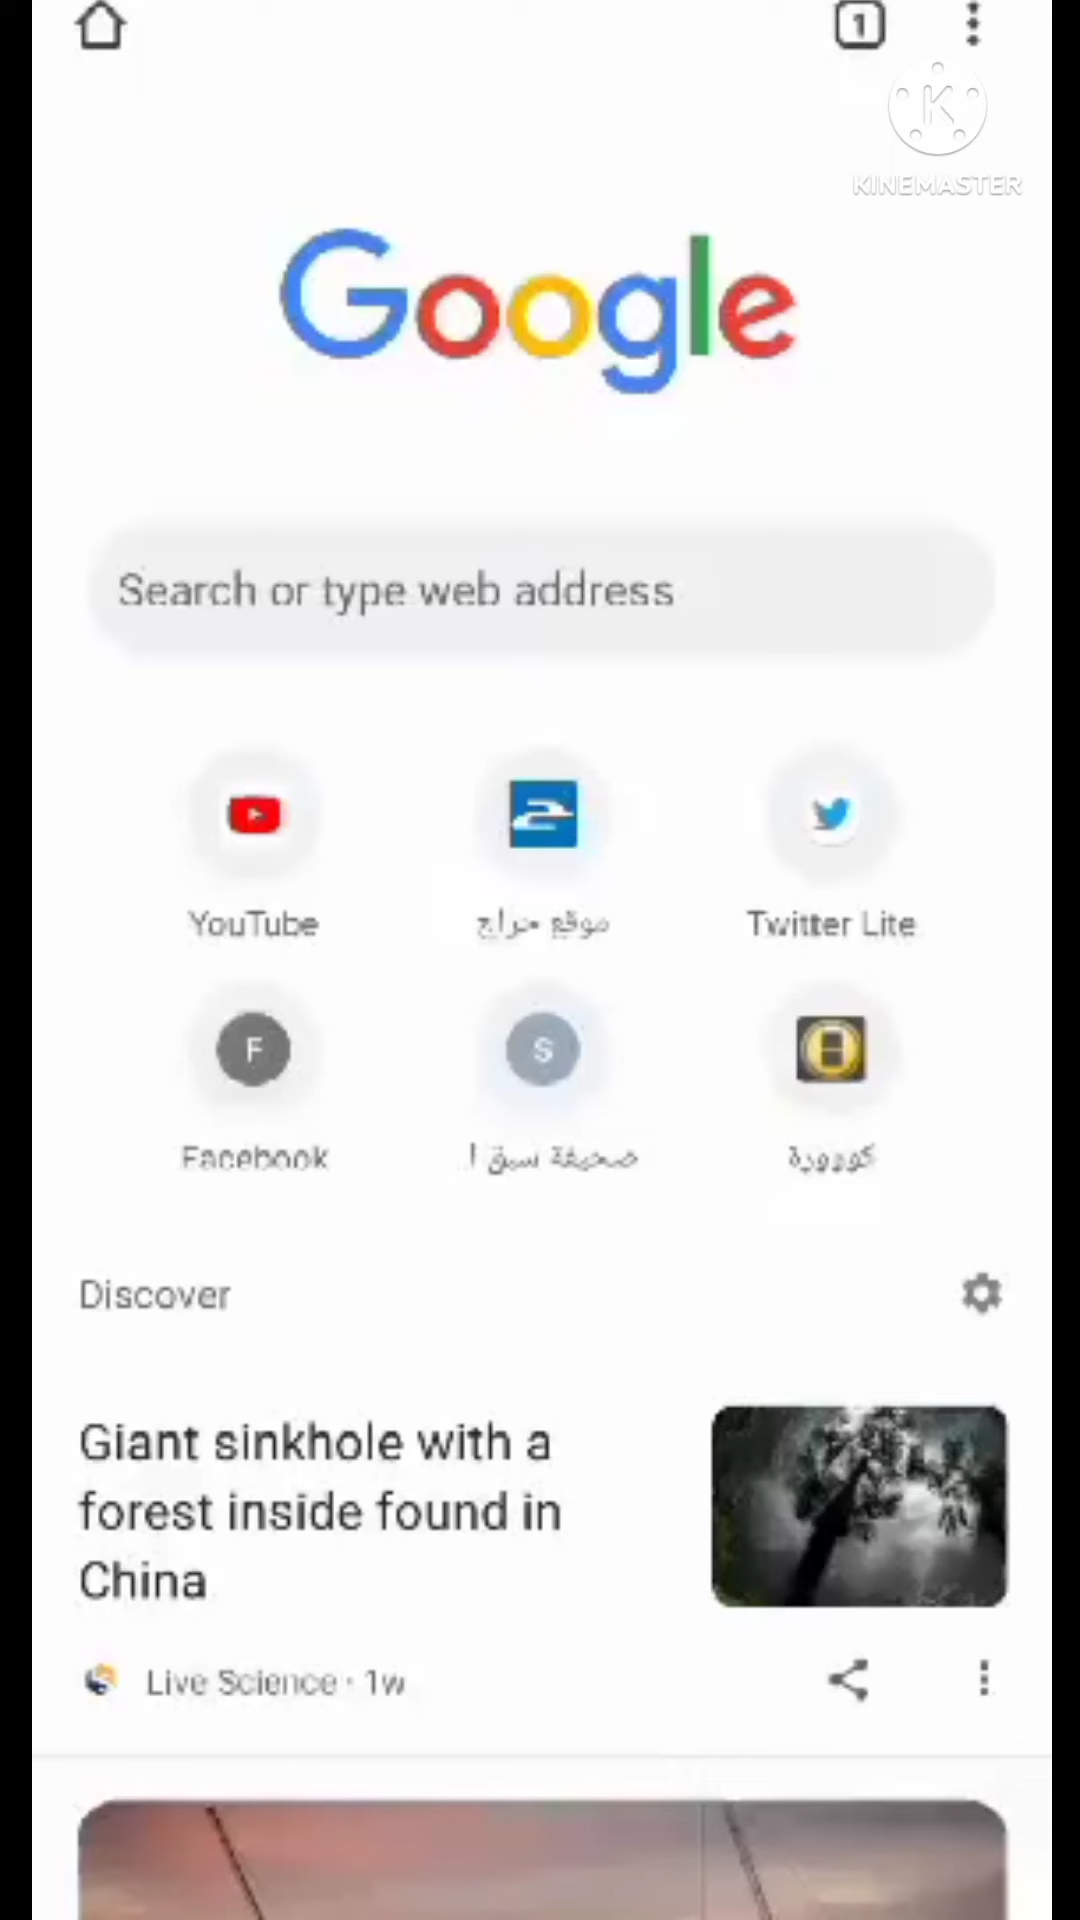 1
K
KINEMASTER
Google
Search or type web address
YouTube
موقع حراج
Twitter Lite
F
S
Facebook
صحيفة سبق ا
كووورة
Discover
Giant sinkhole with a
forest inside found in
China
Live Science · 1w